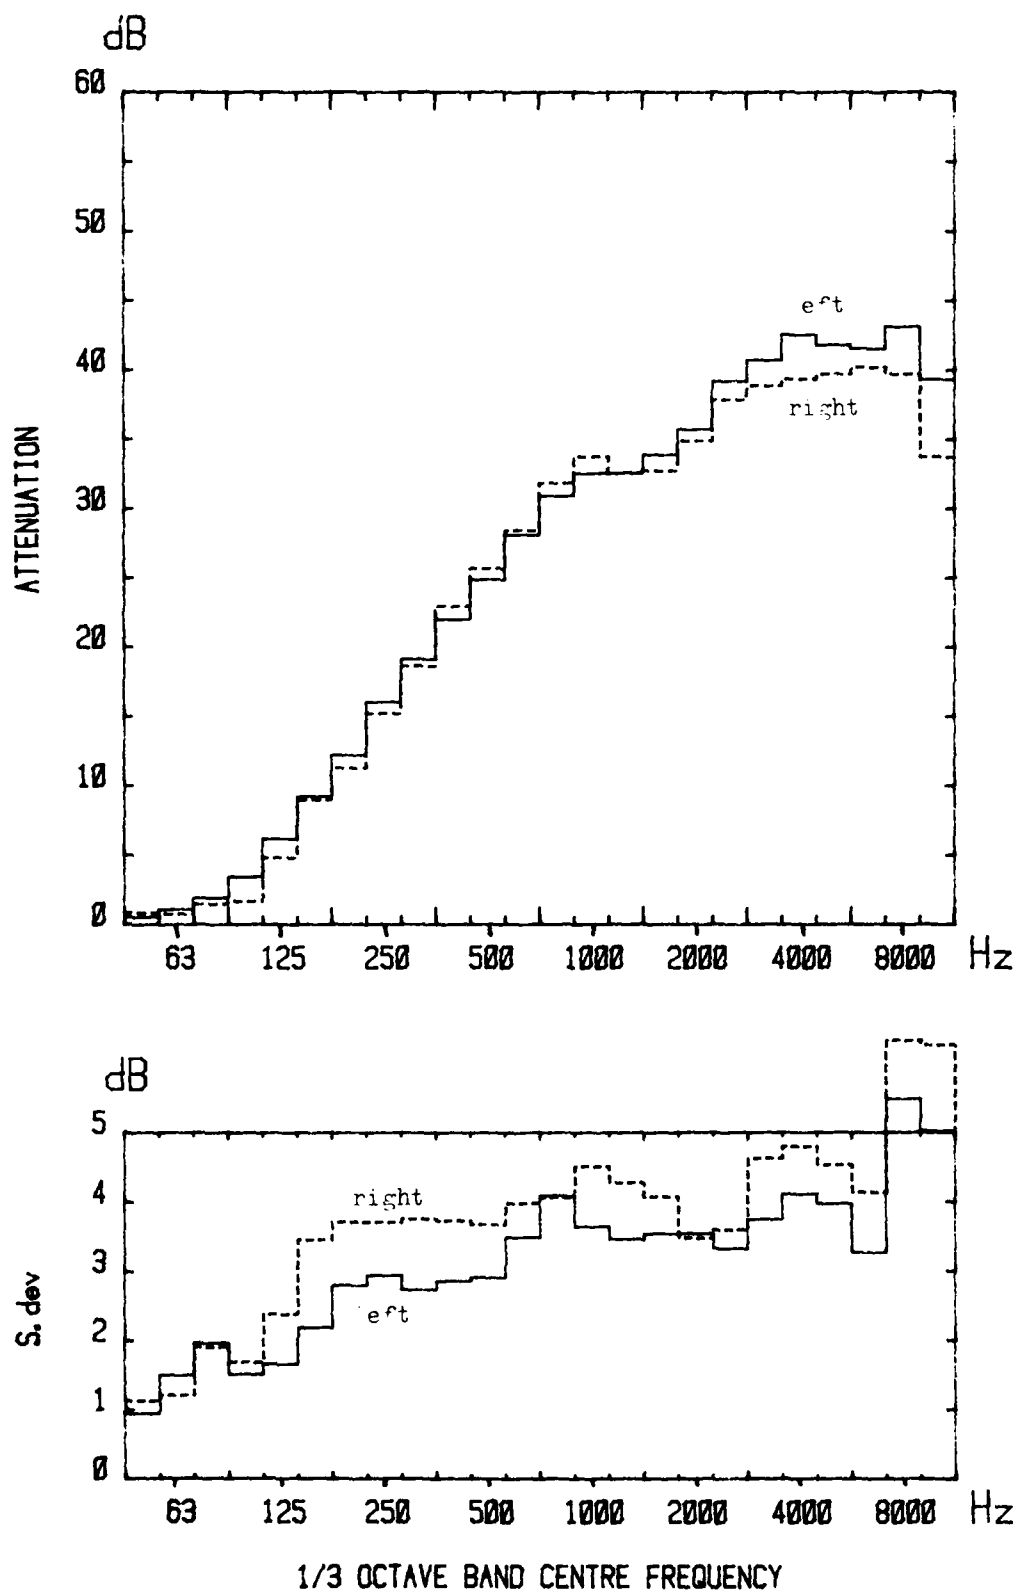 dB
60
50
40
30
20
10
0
ATTENUATION
eft
right
63 125 250 500 1000 2000 4000 8000 Hz
dB
5
4
3
2
1
0
S. dev
right
eft
63 125 250 500 1000 2000 4000 8000 Hz
1/3 OCTAVE BAND CENTRE FREQUENCY